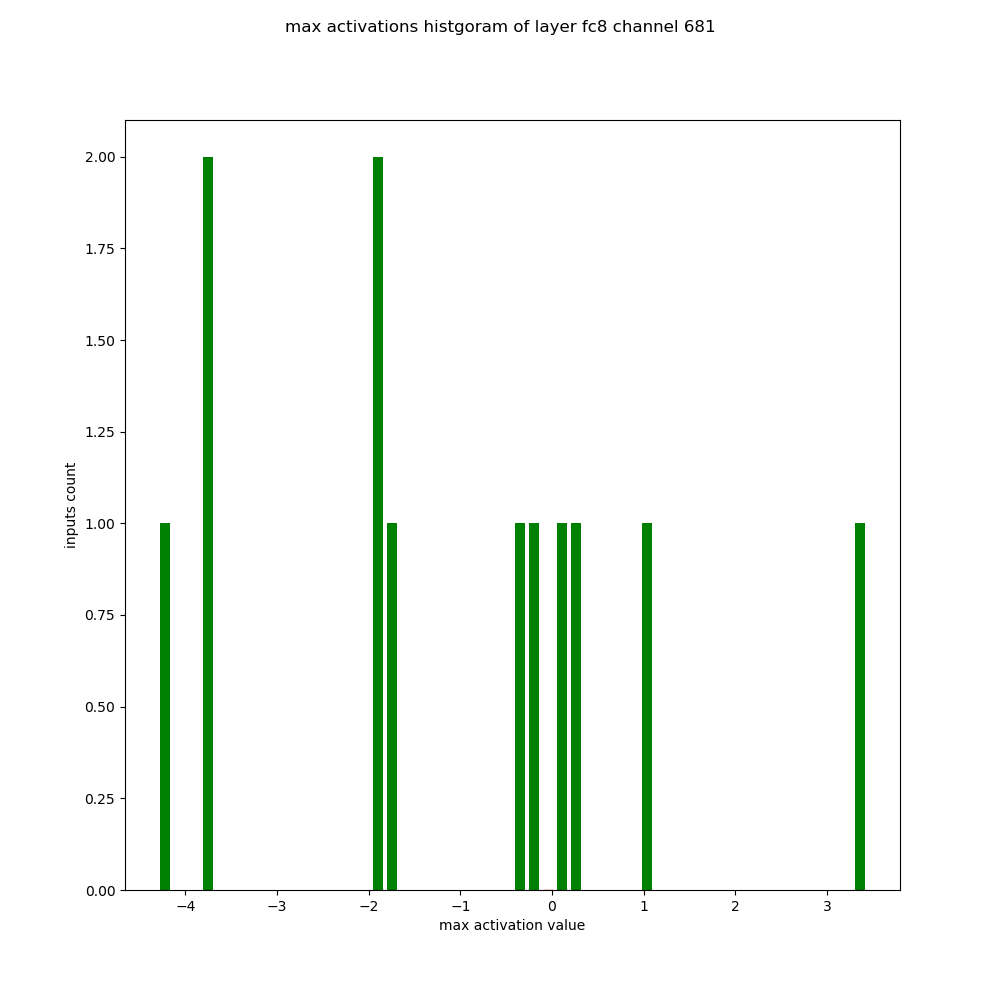 max activations histgoram of layer fc8 channel 681
2.00
1.75
1.50
1.25
1.00
0.75
0.50
0.25
0.00
inputs count
−4 −3 −2 −1 0 1 2 3
max activation value